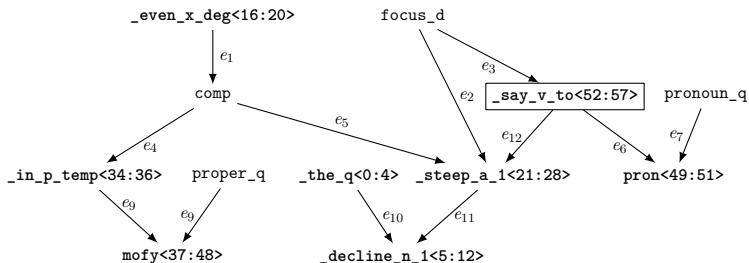 _even_x_deg<16:20> focus_d
e1 e3
comp e2 _say_v_to<52:57> pronoun_q
e5
e4 e12 e6 e7
_in_p_temp<34:36> proper_q _the_q<0:4> _steep_a_1<21:28> pron<49:51>
e9 e9 e10 e11
mofy<37:48> _decline_n_1<5:12>